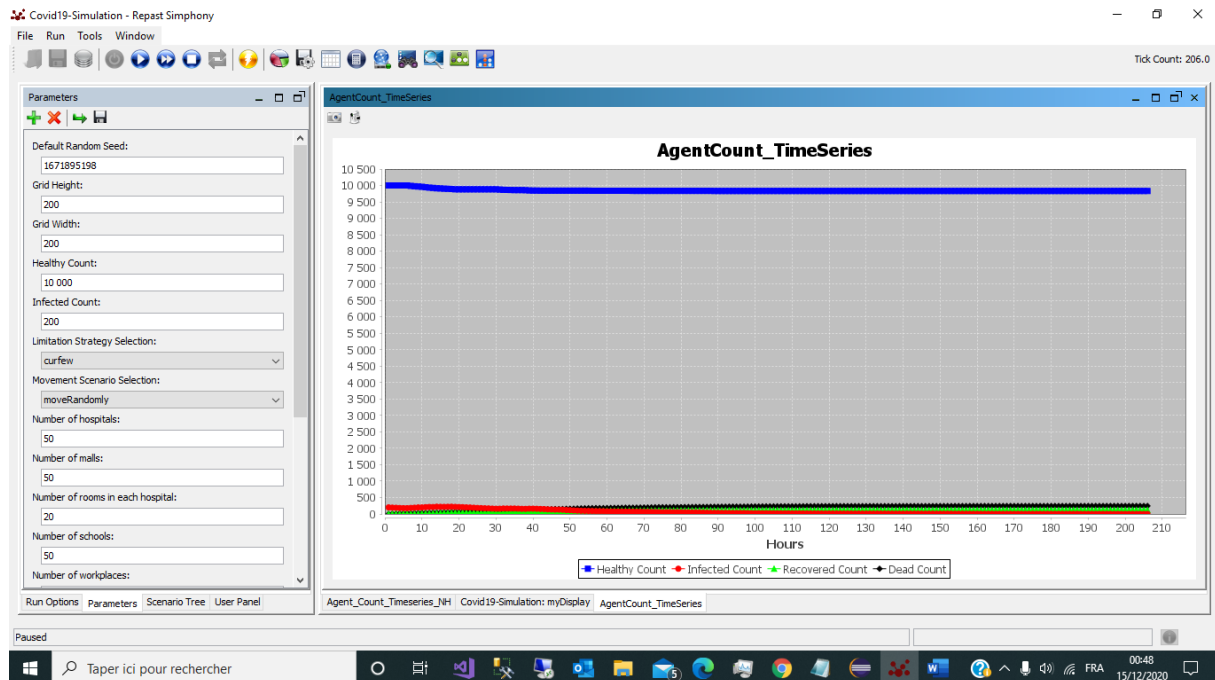 Covid19-Simulation - Repast Simphony
File Run Tools Window
Tick Count: 206.0
Parameters
Default Random Seed:
1671895198
Grid Height:
200
Grid Width:
200
Healthy Count:
10 000
Infected Count:
200
Limitation Strategy Selection:
curfew
Movement Scenario Selection:
moveRandomly
Number of hospitals:
50
Number of malls:
50
Number of rooms in each hospital:
20
Number of schools:
50
Number of workplaces:
Run Options Parameters Scenario Tree User Panel
AgentCount_TimeSeries
AgentCount_TimeSeries
10 500
10 000
9 500
9 000
8 500
8 000
7 500
7 000
6 500
6 000
5 500
5 000
4 500
4 000
3 500
3 000
2 500
2 000
1 500
1 000
500
0
0 10 20 30 40 50 60 70 80 90 100 110 120 130 140 150 160 170 180 190 200 210
Hours
Healthy Count Infected Count Recovered Count Dead Count
Agent_Count_Timeseries_NH Covid19-Simulation: myDisplay AgentCount_TimeSeries
Paused
Taper ici pour rechercher
5
FRA
00:48
15/12/2020